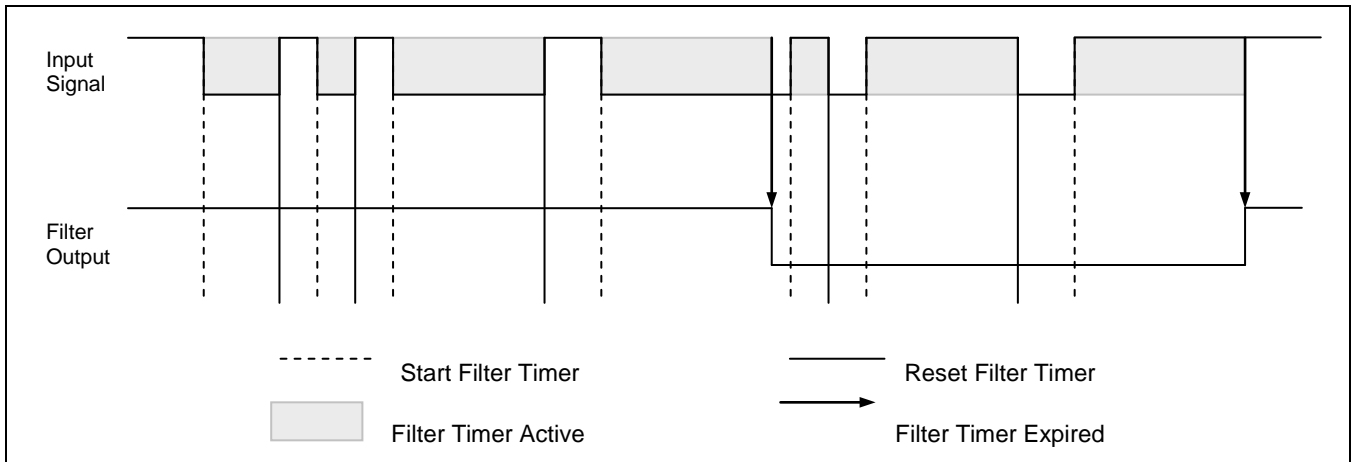 Input
Signal
Filter
Output
Start Filter Timer
Reset Filter Timer
Filter Timer Active
Filter Timer Expired